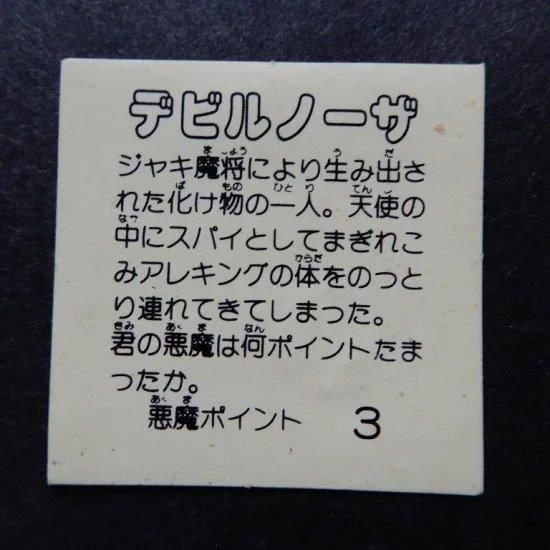 デビルノーザ
ジャキ魔将により生み出さ
れた化け物の一人。天使の
中にスパイとしてまぎれこ
みアレキングの体をのっと
り連れてきてしまった。
君の悪魔は何ポイントたま
ったか。
悪魔ポイント 3